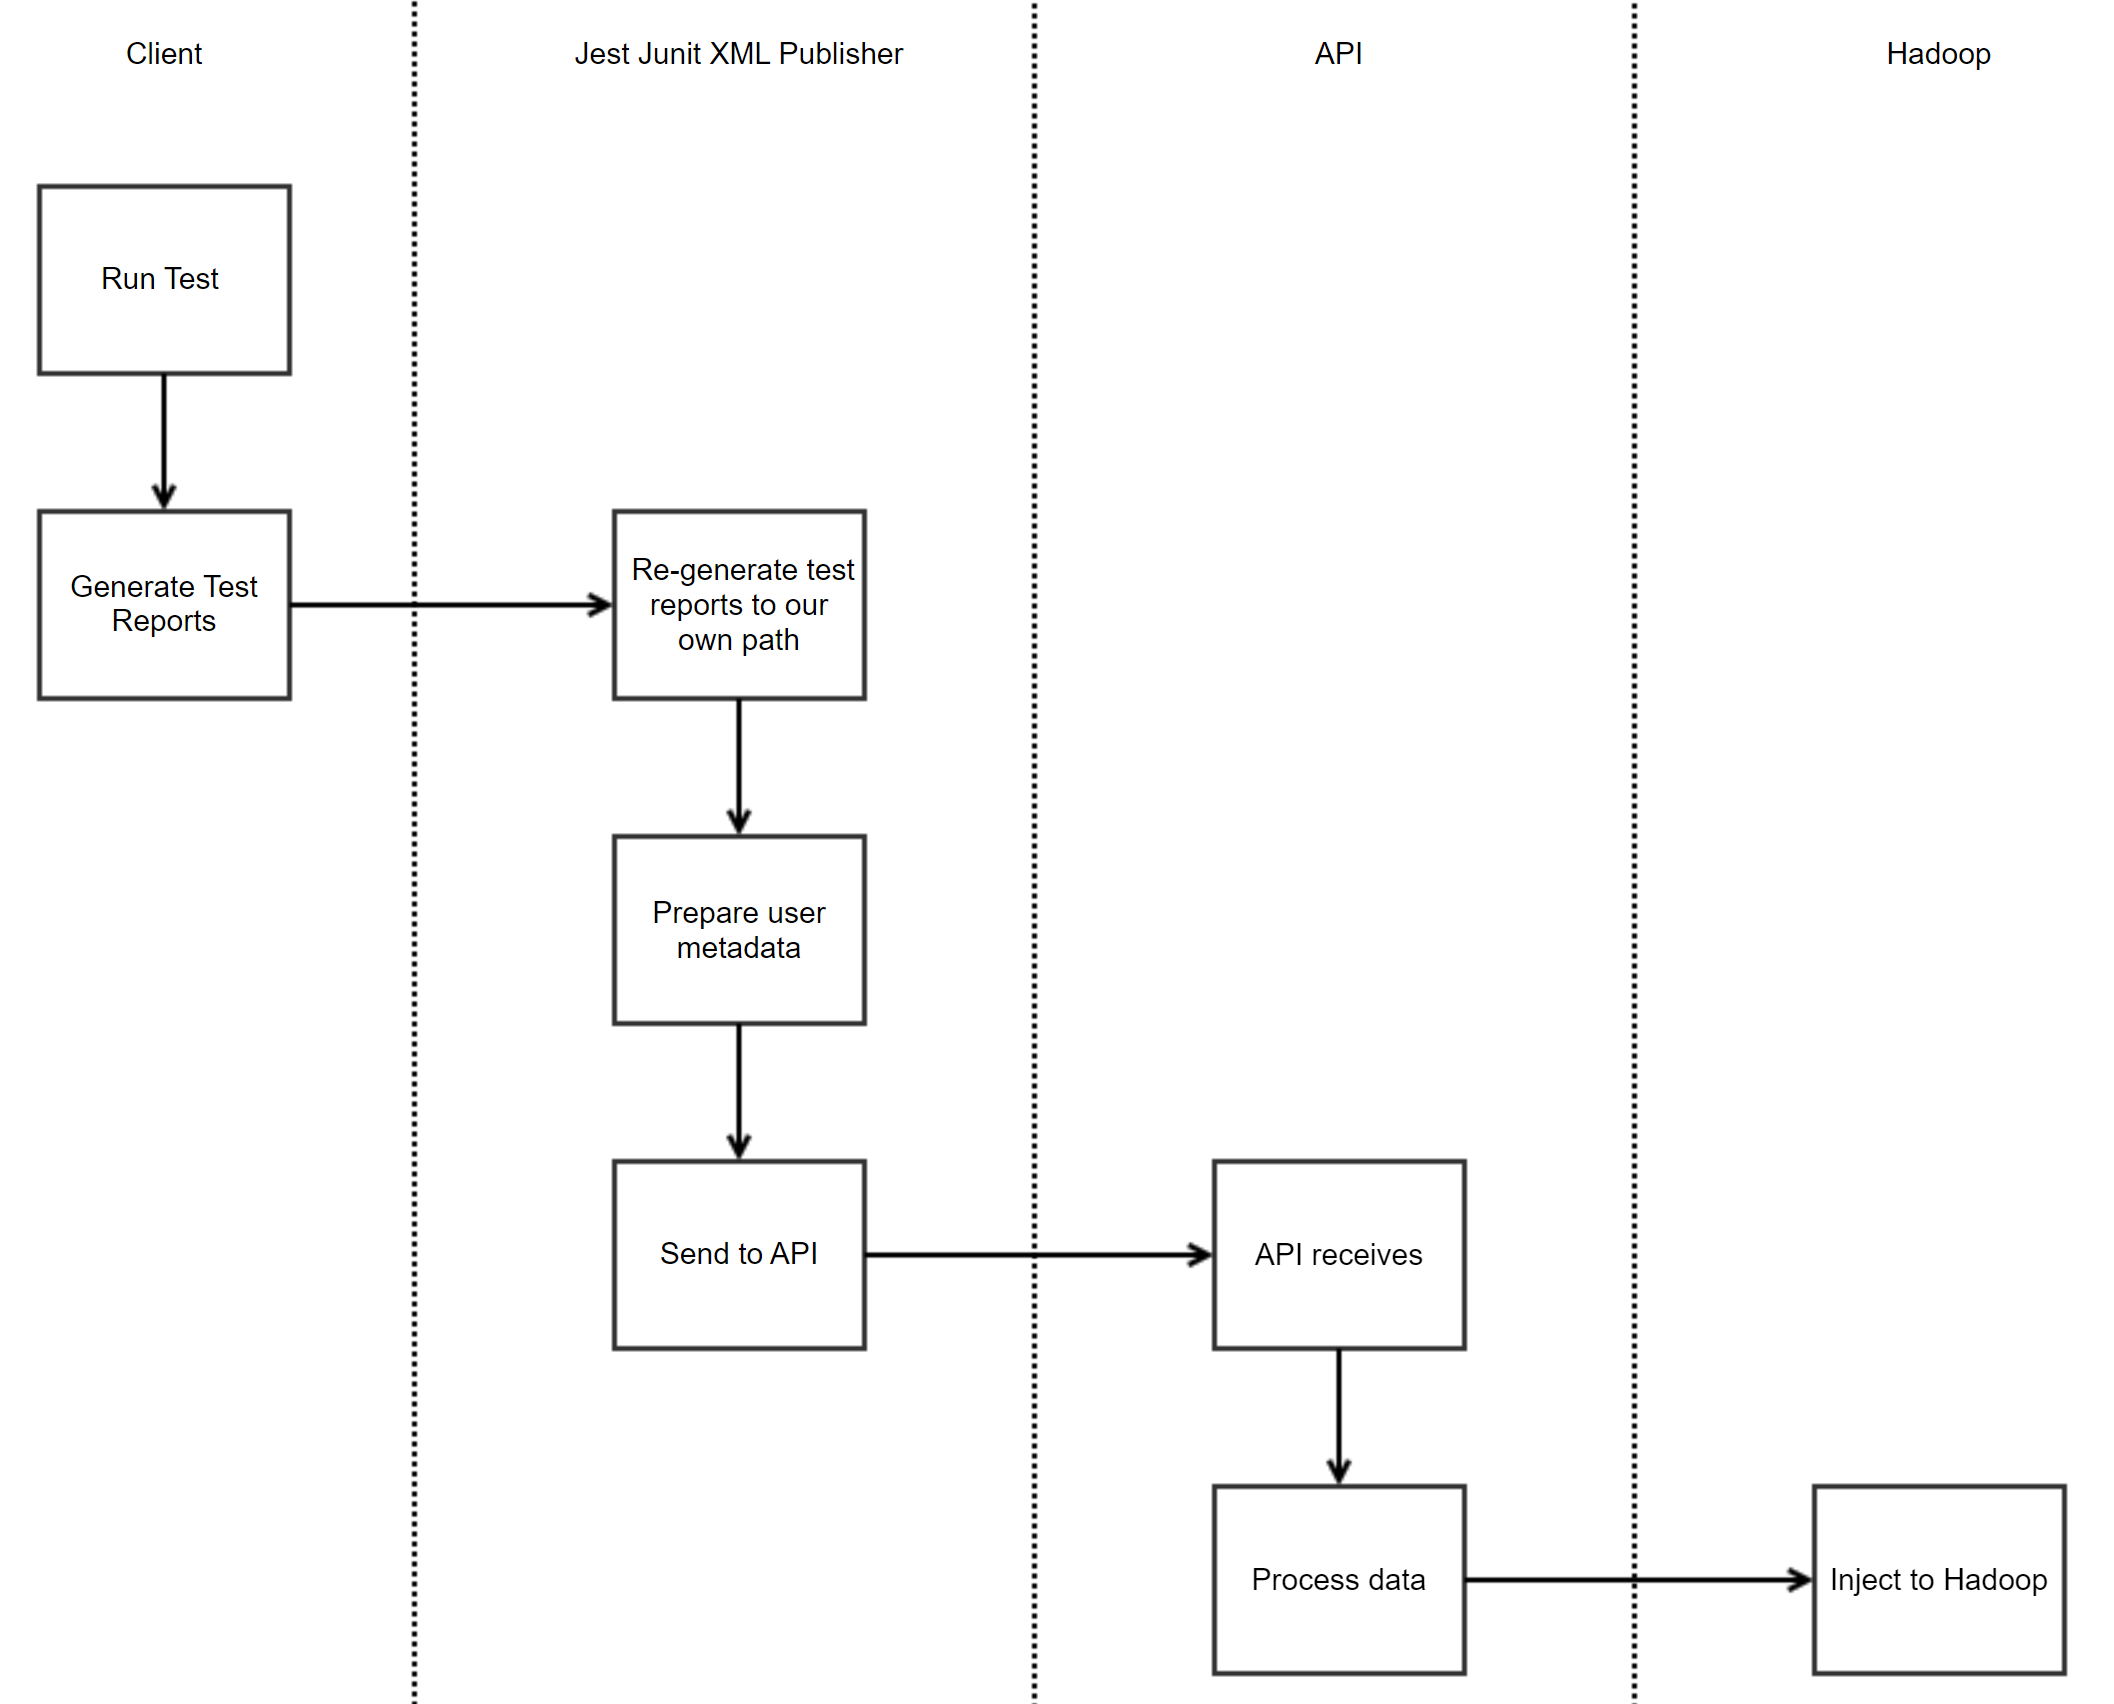 Client
Jest Junit XML Publisher
API
Hadoop
Run Test
Generate Test
Reports
Re-generate test
reports to our
own path
Prepare user
metadata
Send to API
API receives
Process data
Inject to Hadoop